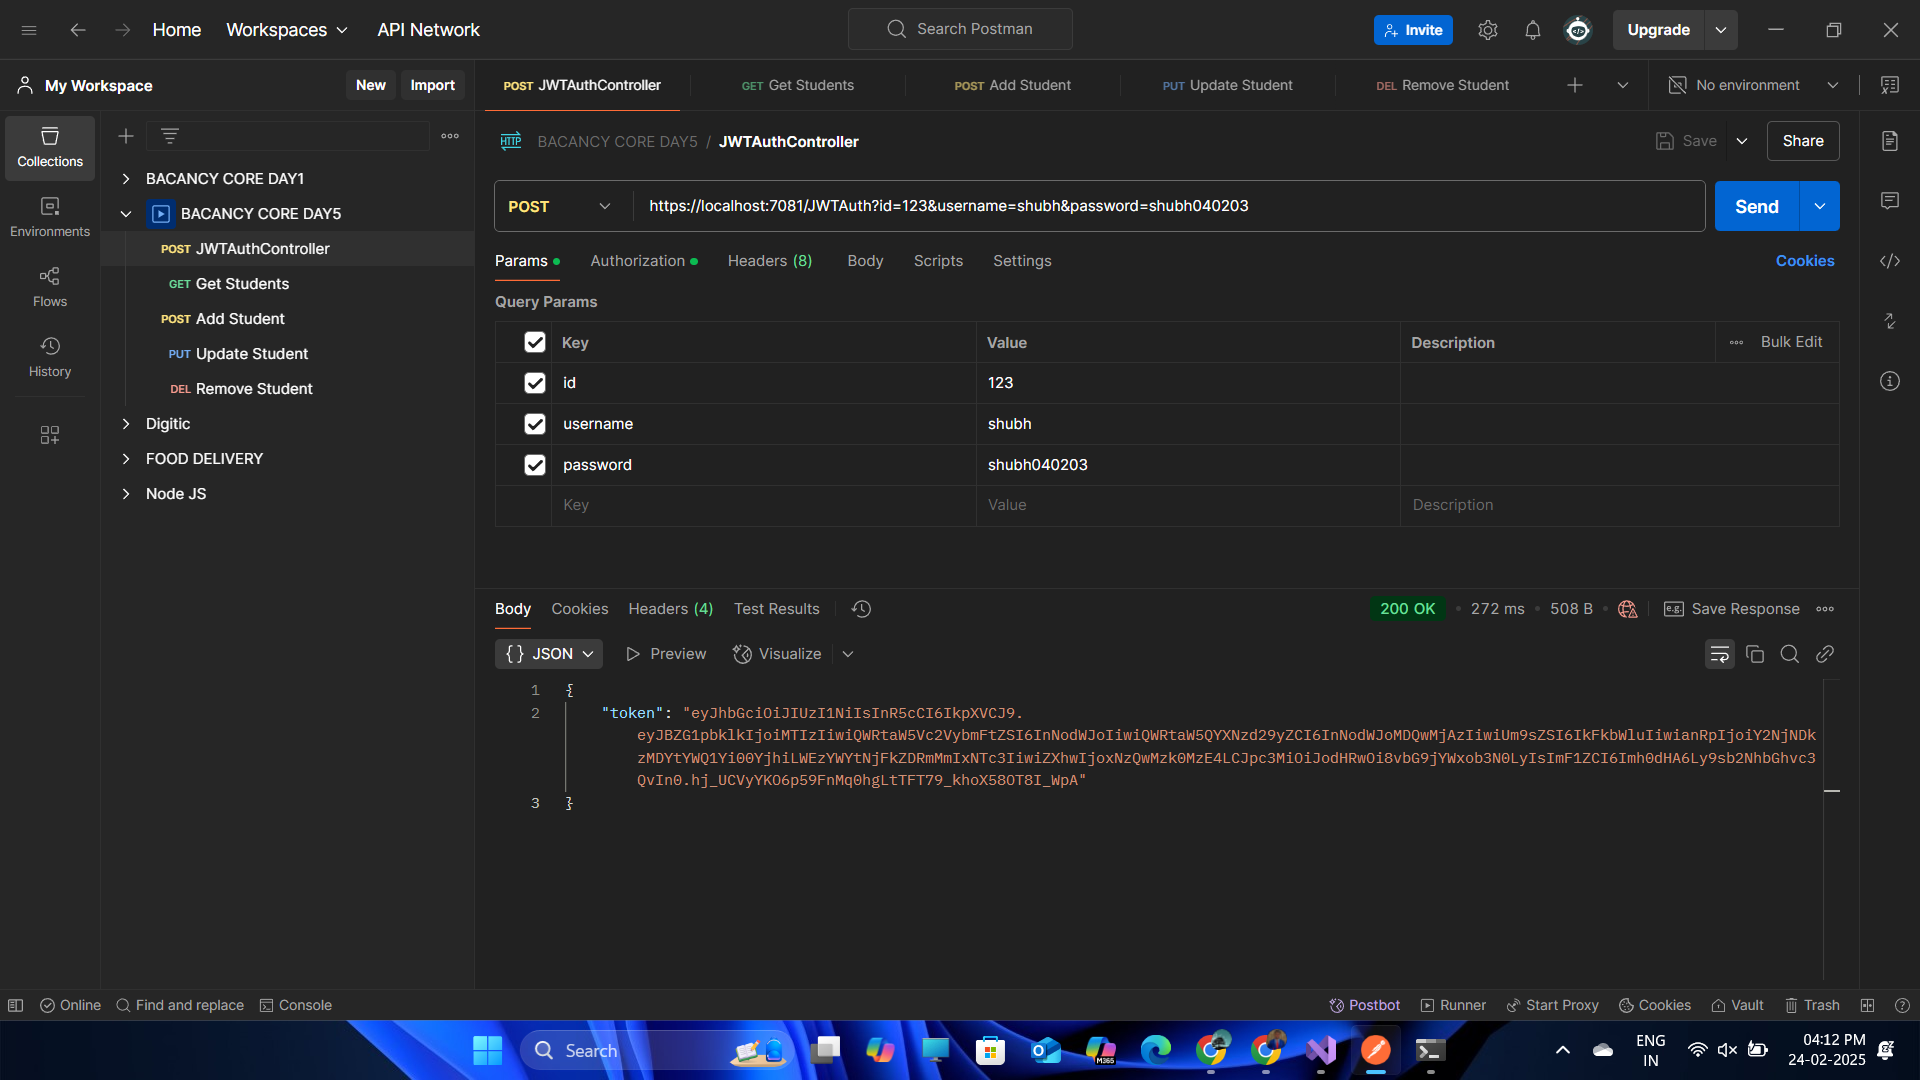 Home
Workspaces
API Network
Search Postman
Invite
Upgrade
My Workspace
New
Import
POST JWTAuthController
GET Get Students
POST Add Student
PUT Update Student
DEL Remove Student
No environment
Collections
Environments
Flows
History
BACANCY CORE DAY1
BACANCY CORE DAY5
POST JWTAuthController
GET Get Students
POST Add Student
PUT Update Student
DEL Remove Student
Digitic
FOOD DELIVERY
Node JS
HTTP
BACANCY CORE DAY5 / JWTAuthController
Save
Share
POST
https://localhost:7081/JWTAuth?id=123&username=shubh&password=shubh040203
Send
Params
Authorization
Headers (8)
Body
Scripts
Settings
Cookies
Query Params
Key
Value
Description
Bulk Edit
id
123
username
shubh
password
shubh040203
Key
Value
Description
Body
Cookies
Headers (4)
Test Results
200 OK
272 ms
508 B
e.g.
Save Response
{} JSON
Preview
Visualize
1 {
2 "token": "eyJhbGciOiJIUzI1NiIsInR5cCI6IkpXVCJ9.
eyJBZG1pbklkIjoiMTIzIiwiQWRtaW5Vc2VybmFtZSI6InNodWJoIiwiQWRtaW5QYXNzd29yZCI6InNodWJoMDQwMjAzIiwiUm9sZSI6IkFkbWluIiwianRpIjoiY2NjNDk
zMDYtYWQ1Yi00YjhiLWEzYWYtNjFkZDRmMmIxNTc3IiwiZXhwIjoxNzQwMzk0MzE4LCJpc3MiOiJodHRwOi8vbG9jYWxob3N0LyIsImF1ZCI6Imh0dHA6Ly9sb2NhbGhvc3
QvIn0.hj_UCVyYKO6p59FnMq0hgLtTFT79_khoX58OT8I_WpA"
3 }
Online
Find and replace
Console
Postbot
Runner
Start Proxy
Cookies
Vault
Trash
Search
M365
ENG
IN
04:12 PM
24-02-2025